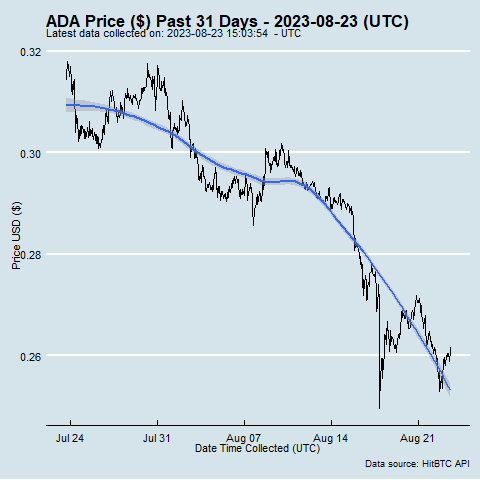 ADA Price ($) Past 31 Days - 2023-08-23 (UTC)
Latest data collected on: 2023-08-23 15:03:54  - UTC
0.32
0.30
0.28
0.26
Price USD ($)
Jul 24
Jul 31
Aug 07
Aug 14
Aug 21
Date Time Collected (UTC)
Data source: HitBTC API